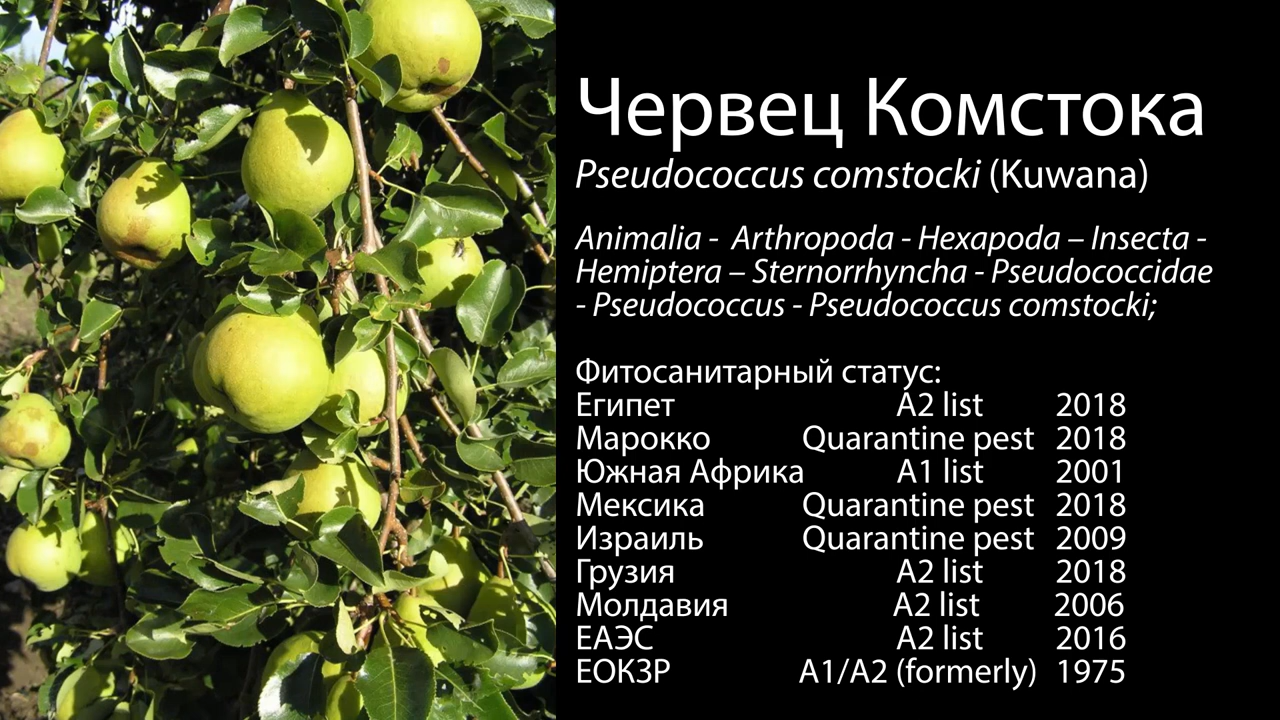 Червец Комстока
Pseudococcus comstocki (Kuwana)
Animalia -  Arthropoda - Hexapoda – Insecta -
Hemiptera – Sternorrhyncha - Pseudococcidae
- Pseudococcus - Pseudococcus comstocki;
Фитосанитарный статус:
Египет A2 list 2018
Марокко Quarantine pest 2018
Южная Африка A1 list 2001
Мексика Quarantine pest 2018
Израиль Quarantine pest 2009
Грузия A2 list 2018
Молдавия A2 list 2006
ЕАЭС A2 list 2016
ЕОКЗР A1/A2 (formerly) 1975